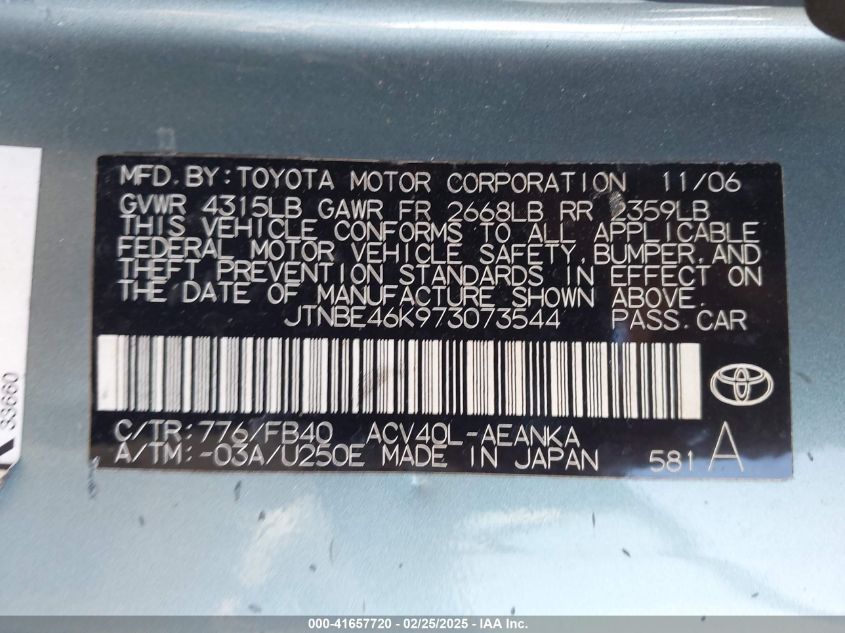 MFD. BY: TOYOTA MOTOR CORPORATION 11/06
GVWR 4315LB GAWR FR 2668LB RR 2359LB
THIS VEHICLE CONFORMS TO ALL APPLICABLE
FEDERAL MOTOR VEHICLE SAFETY, BUMPER, AND
THEFT PREVENTION STANDARDS IN EFFECT ON
THE DATE OF MANUFACTURE SHOWN ABOVE.
JTNBE46K973073544 PASS. CAR
C/TR: 776/FB40 ACV40L-AEANKA
A/TM: -03A/U250E MADE IN JAPAN 581 A
33660
000-41657720 - 02/25/2025 - IAA Inc.